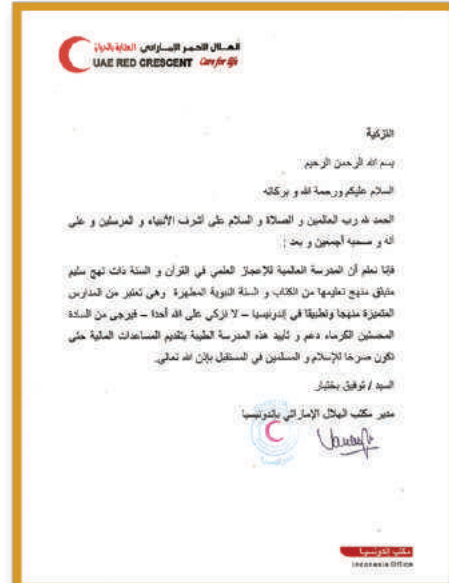 الهلال الأحمر الإماراتي العناية بالحياة
UAE RED CRESCENT Care for life
التزكية
بسم الله الرحمن الرحيم
السلام عليكم ورحمة الله و بركاته
الحمد لله رب العالمين و الصلاة و السلام على أشرف الأنبياء و المرسلين و على
آله و صحبه أجمعين و بعد :
فإننا نعلم أن المدرسة العالمية للإعجاز العلمي في القرآن و السنة ذات نهج سليم
منبثق منهج تعليمها من الكتاب و السنة النبوية المطهرة وهي تعتبر من المدارس
المتميزة منهجا وتطبيقا في إندونيسيا – لا نزكي على الله أحدا – فيرجى من السادة
المحسنين الكرماء دعم و تأييد هذه المدرسة الطيبة بتقديم المساعدات المالية حتى
تكون صرحا للإسلام و المسلمين في المستقبل بإذن الله تعالى.
السيد / توفيق بختيار
مدير مكتب الهلال الإماراتي بإندونيسيا
مكتب اندونيسيا
Indonesia Office